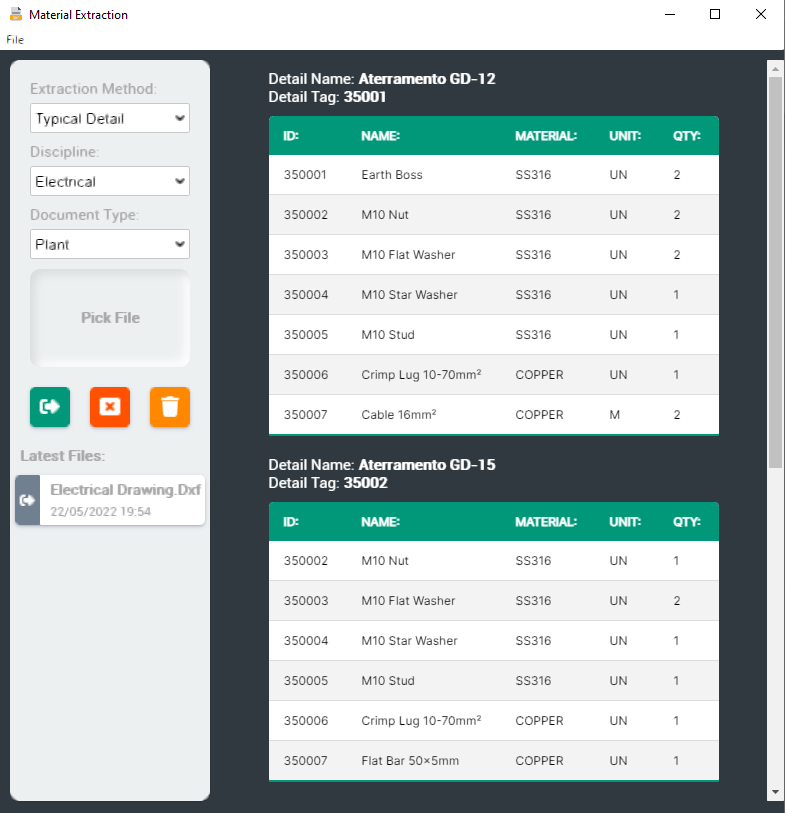 Material Extraction
File
Extraction Method:
Typical Detail
Discipline:
Electrical
Document Type:
Plant
Pick File
Latest Files:
Electrical Drawing.Dxf
22/05/2022 19:54
Detail Name: Aterramento GD-12
Detail Tag: 35001
ID: NAME: MATERIAL: UNIT: QTY:
350001 Earth Boss SS316 UN 2
350002 M10 Nut SS316 UN 2
350003 M10 Flat Washer SS316 UN 2
350004 M10 Star Washer SS316 UN 1
350005 M10 Stud SS316 UN 1
350006 Crimp Lug 10-70mm² COPPER UN 1
350007 Cable 16mm² COPPER M 2
Detail Name: Aterramento GD-15
Detail Tag: 35002
ID: NAME: MATERIAL: UNIT: QTY:
350002 M10 Nut SS316 UN 1
350003 M10 Flat Washer SS316 UN 2
350004 M10 Star Washer SS316 UN 1
350005 M10 Stud SS316 UN 1
350006 Crimp Lug 10-70mm² COPPER UN 1
350007 Flat Bar 50×5mm COPPER UN 1